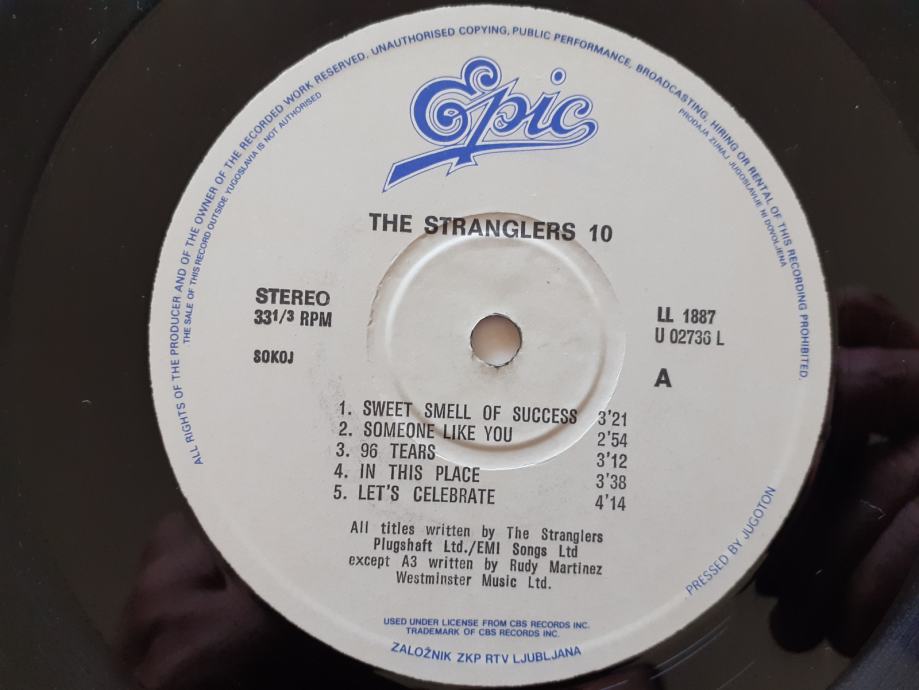 ALL RIGHTS OF THE PRODUCER AND OF THE OWNER OF THE RECORDED WORK RESERVED. UNAUTHORISED COPYING, PUBLIC PERFORMANCE, BROADCASTING, HIRING OR RENTAL OF THIS RECORDING PROHIBITED.
THE SALE OF THIS RECORD OUTSIDE YUGOSLAVIA IS NOT AUTHORISED
PRODAJA ZUNAJ JUGOSLAVIJE NI DOVOLJENA
Epic
THE STRANGLERS 10
STEREO
33 1/3 RPM
SOKOJ
LL 1887
U 02736 L
A
1. SWEET SMELL OF SUCCESS 3'21
2. SOMEONE LIKE YOU 2'54
3. 96 TEARS 3'12
4. IN THIS PLACE 3'38
5. LET'S CELEBRATE 4'14
All titles written by The Stranglers
Plugshaft Ltd./EMI Songs Ltd
except A3 written by Rudy Martinez
Westminster Music Ltd.
PRESSED BY JUGOTON
USED UNDER LICENSE FROM CBS RECORDS INC.
TRADEMARK OF CBS RECORDS INC.
ZALOŽNIK ZKP RTV LJUBLJANA